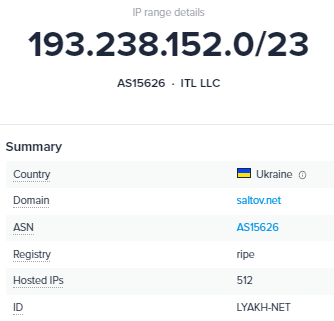 IP range details
193.238.152.0/23
AS15626 · ITL LLC
Summary
Country Ukraine
Domain saltov.net
ASN AS15626
Registry ripe
Hosted IPs 512
ID LYAKH-NET